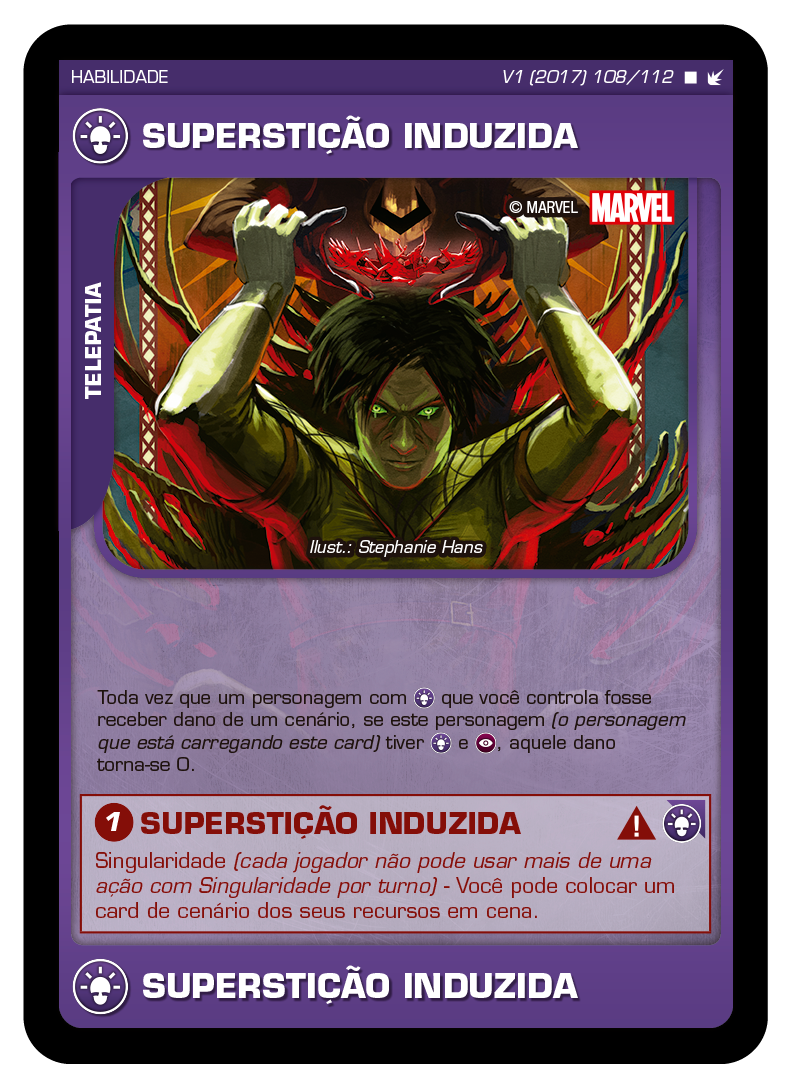 HABILIDADE
V1 (2017) 108/112
SUPERSTIÇÃO INDUZIDA
© MARVEL MARVEL
TELEPATIA
Ilust.: Stephanie Hans
Toda vez que um personagem com que você controla fosse
receber dano de um cenário, se este personagem (o personagem
que está carregando este card) tiver e , aquele dano
torna-se 0.
1 SUPERSTIÇÃO INDUZIDA !
Singularidade (cada jogador não pode usar mais de uma
ação com Singularidade por turno) - Você pode colocar um
card de cenário dos seus recursos em cena.
SUPERSTIÇÃO INDUZIDA